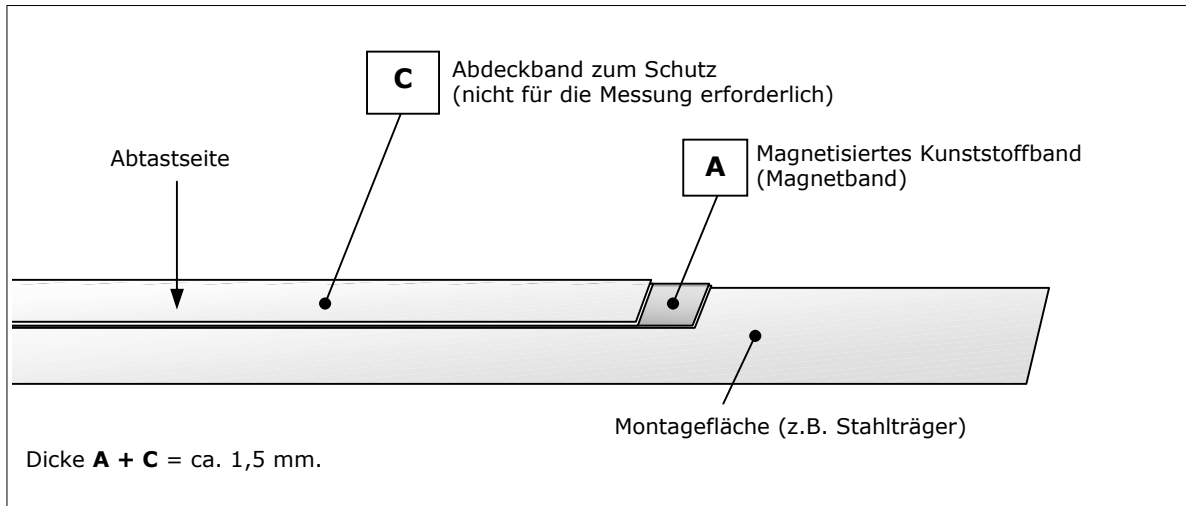 C
Abdeckband zum Schutz
(nicht für die Messung erforderlich)
Abtastseite
A
Magnetisiertes Kunststoffband
(Magnetband)
Montagefläche (z.B. Stahlträger)
Dicke A + C = ca. 1,5 mm.